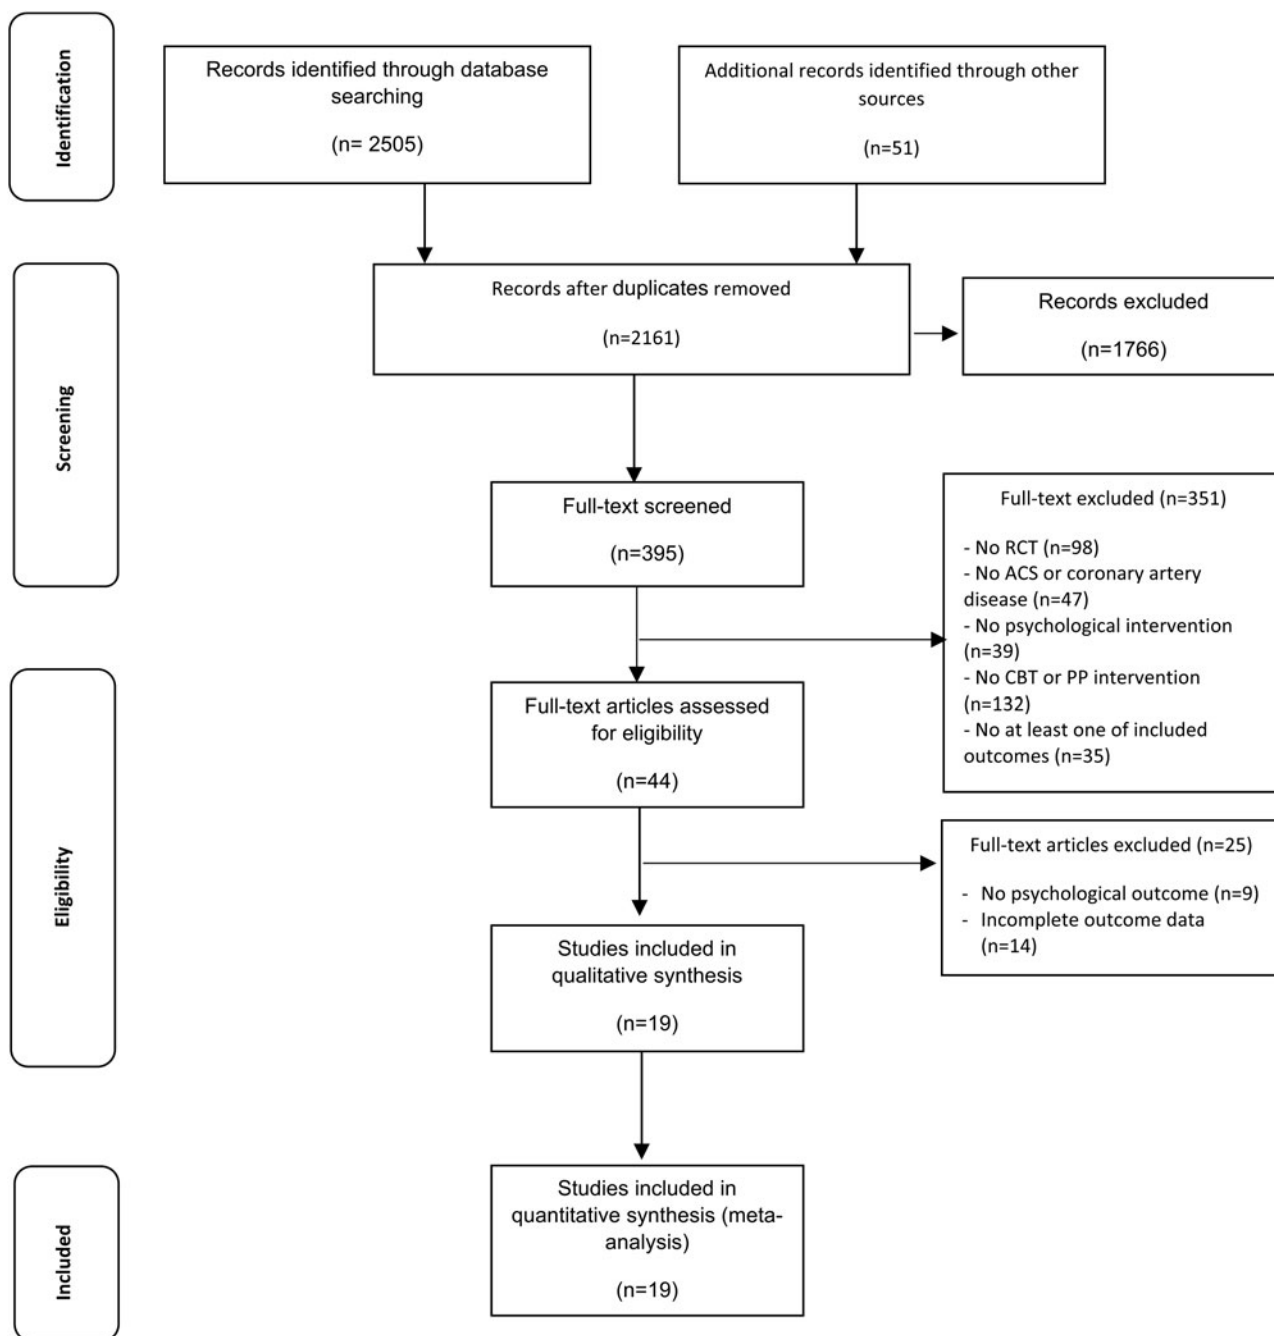 Identification
Records identified through database
searching
(n= 2505)
Additional records identified through other
sources
(n=51)
Screening
Records after duplicates removed
(n=2161)
Records excluded
(n=1766)
Full-text screened
(n=395)
Full-text excluded (n=351)
- No RCT (n=98)
- No ACS or coronary artery
disease (n=47)
- No psychological intervention
(n=39)
- No CBT or PP intervention
(n=132)
- No at least one of included
outcomes (n=35)
Eligibility
Full-text articles assessed
for eligibility
(n=44)
Full-text articles excluded (n=25)
- No psychological outcome (n=9)
- Incomplete outcome data
(n=14)
Studies included in
qualitative synthesis
(n=19)
Included
Studies included in
quantitative synthesis (meta-
analysis)
(n=19)